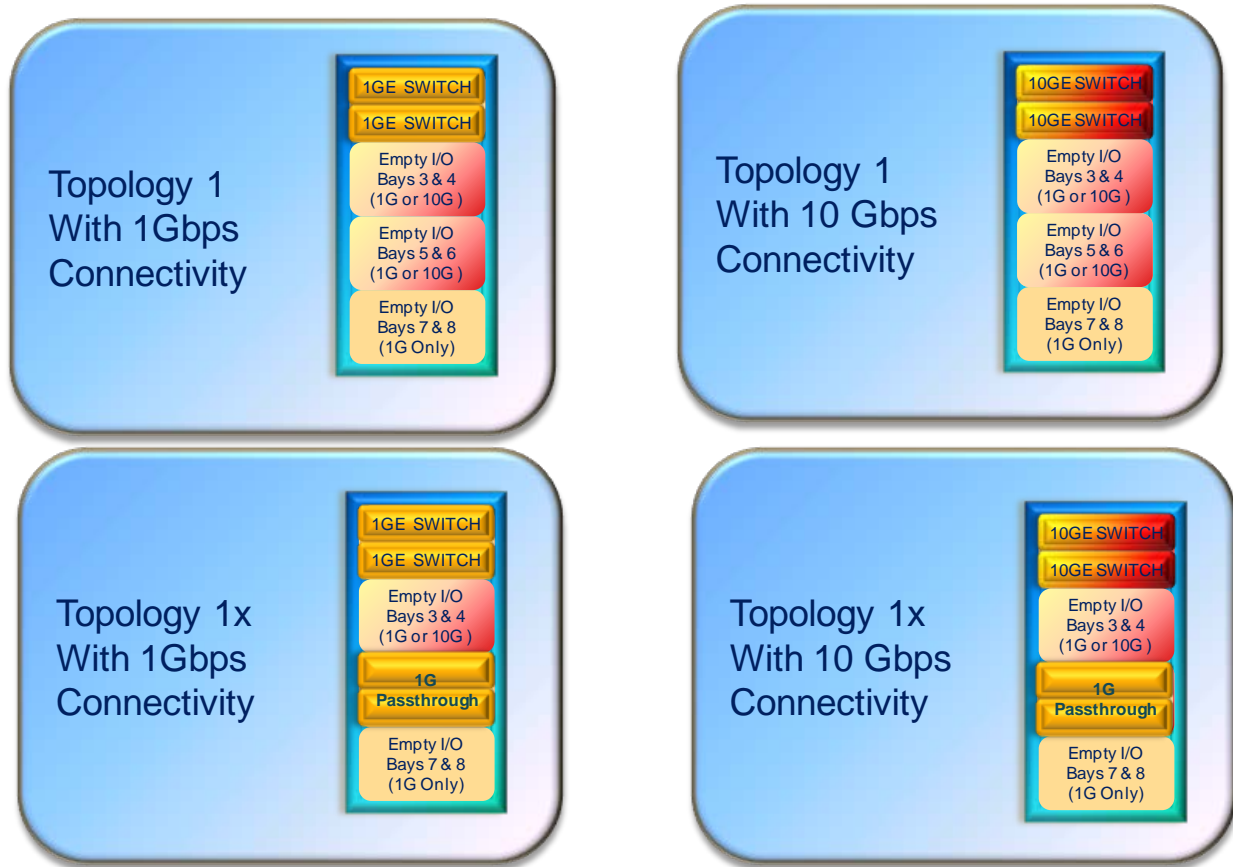 Topology 1
With 1Gbps
Connectivity
1GE SWITCH
1GE SWITCH
Empty I/O
Bays 3 & 4
(1G or 10G )
Empty I/O
Bays 5 & 6
(1G or 10G )
Empty I/O
Bays 7 & 8
(1G Only)
Topology 1
With 10 Gbps
Connectivity
10GE SWITCH
10GE SWITCH
Empty I/O
Bays 3 & 4
(1G or 10G )
Empty I/O
Bays 5 & 6
(1G or 10G)
Empty I/O
Bays 7 & 8
(1G Only)
Topology 1x
With 1Gbps
Connectivity
1GE SWITCH
1GE SWITCH
Empty I/O
Bays 3 & 4
(1G or 10G )
1G
Passthrough
Empty I/O
Bays 7 & 8
(1G Only)
Topology 1x
With 10 Gbps
Connectivity
10GE SWITCH
10GE SWITCH
Empty I/O
Bays 3 & 4
(1G or 10G )
1G
Passthrough
Empty I/O
Bays 7 & 8
(1G Only)